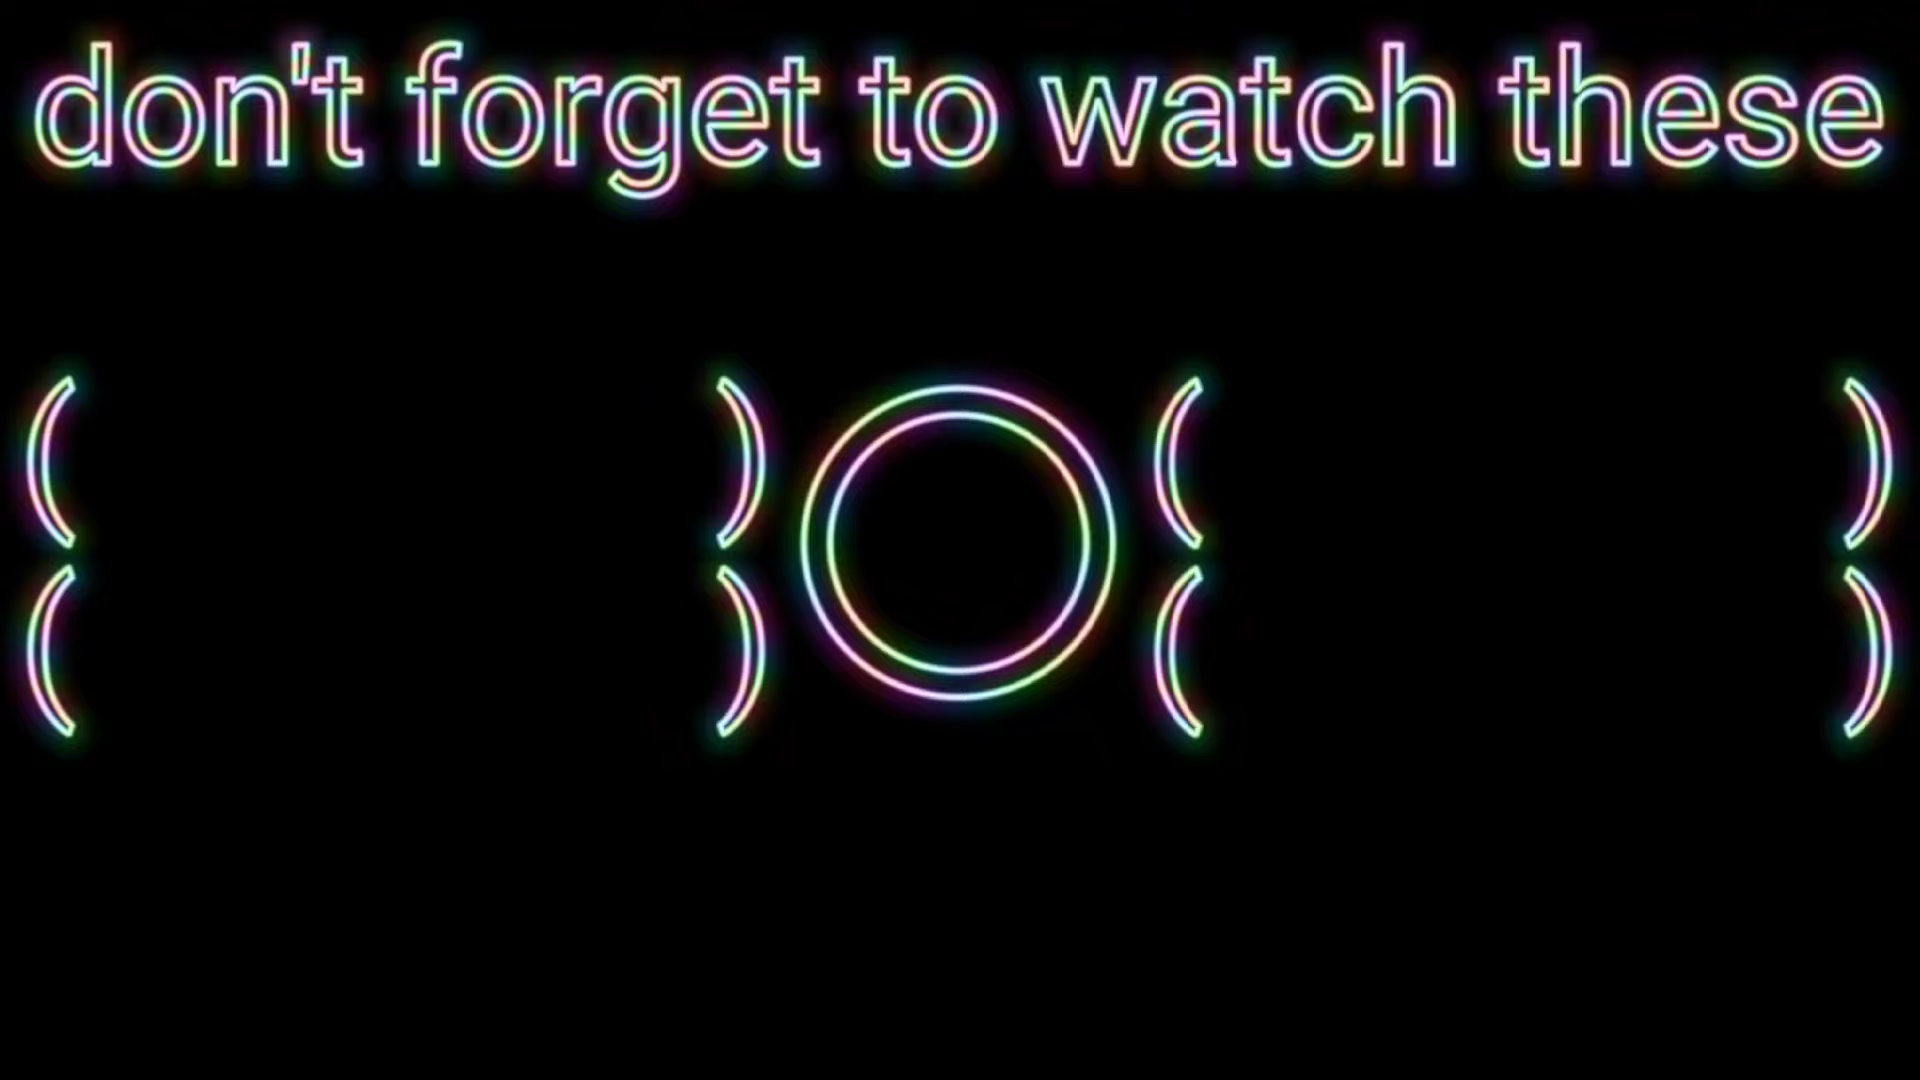 don't forget to watch these
( ) ( )
( ) ( )